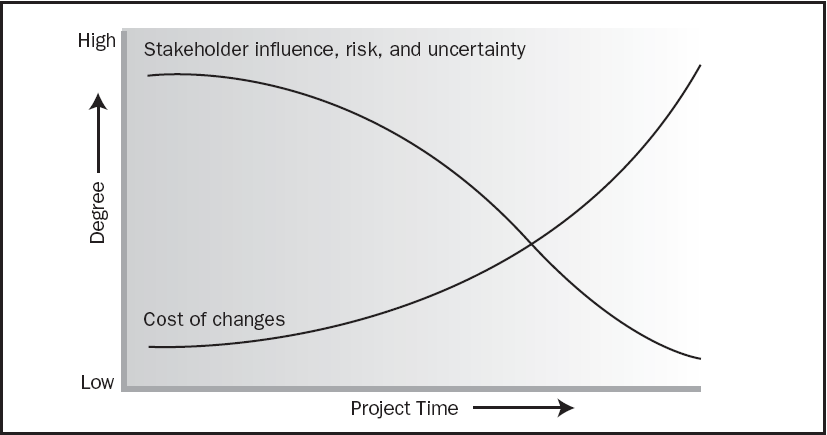 High
Stakeholder influence, risk, and uncertainty
Degree
Cost of changes
Low
Project Time